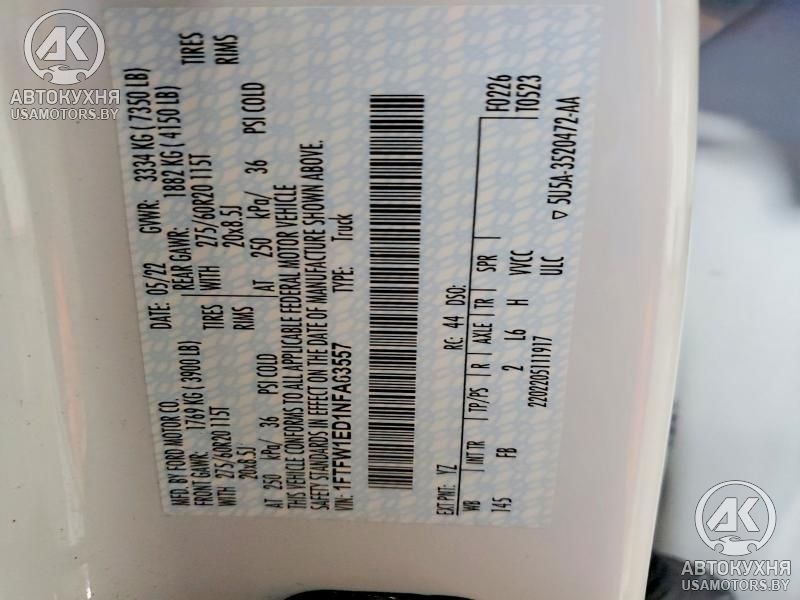 MFD. BY FORD MOTOR CO. DATE: 05/22 GVWR: 3334 KG ( 7350 LB)
FRONT GAWR: 1769 KG ( 3900 LB) REAR GAWR: 1882 KG ( 4150 LB)
WITH 275/60R20 115T TIRES WITH 275/60R20 115T TIRES
20x8.5J RIMS 20x8.5J RIMS
AT 250 kPa/ 36 PSI COLD AT 250 kPa/ 36 PSI COLD
THIS VEHICLE CONFORMS TO ALL APPLICABLE FEDERAL MOTOR VEHICLE
SAFETY STANDARDS IN EFFECT ON THE DATE OF MANUFACTURE SHOWN ABOVE.
VIN: 1FTFW1ED1NFAG3557 TYPE: Truck
F0226
T0523
EXT PNT: YZ RC: 44 DSO:
WB INT TR TP/PS R AXLE TR SPR
145 FB 2 L6 H VVCC
2202205111917 ULC
▽ 5U5A-3520472-AA
АК
АВТОКУХНЯ
USAMOTORS.BY
АК
АВТОКУХНЯ
USAMOTORS.BY